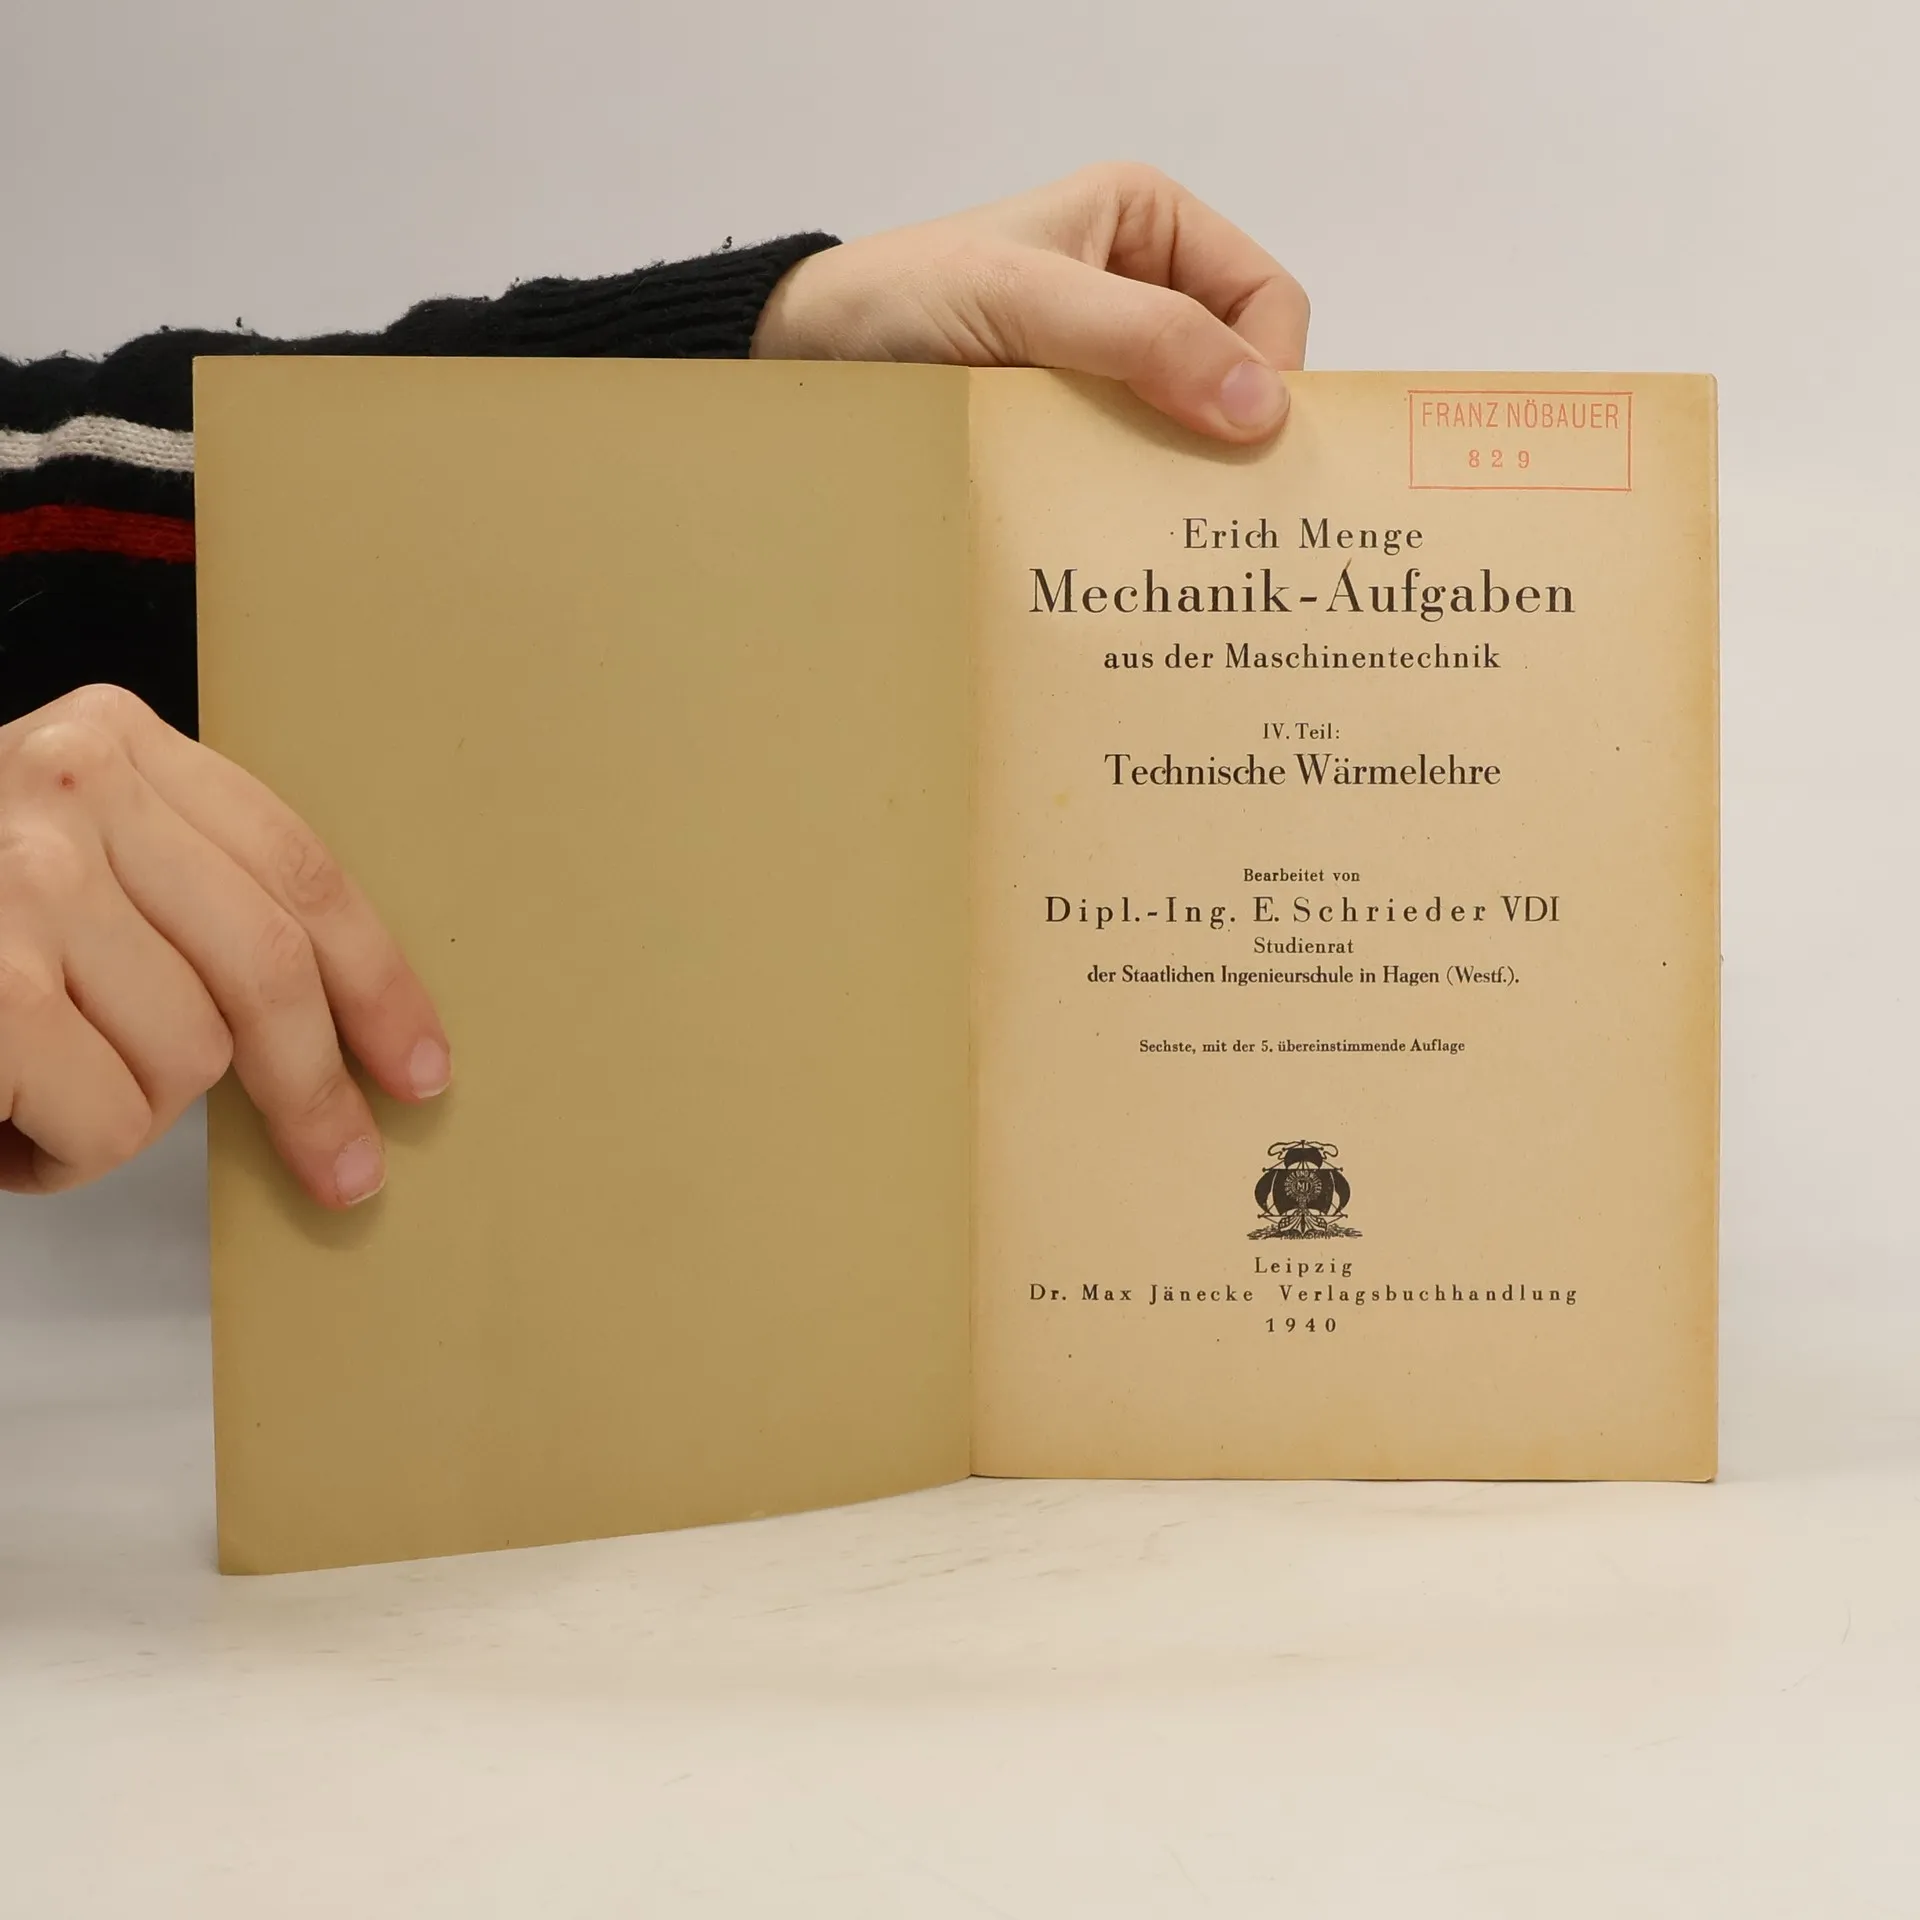 FRANZ NÖBAUER
829
Erich Menge
Mechanik-Aufgaben
aus der Maschinentechnik
IV. Teil:
Technische Wärmelehre
Bearbeitet von
Dipl.-Ing. E. Schrieder VDI
Studienrat
der Staatlichen Ingenieurschule in Hagen (Westf.).
Sechste, mit der 5. übereinstimmende Auflage
MJ
Leipzig
Dr. Max Jänecke Verlagsbuchhandlung
1940